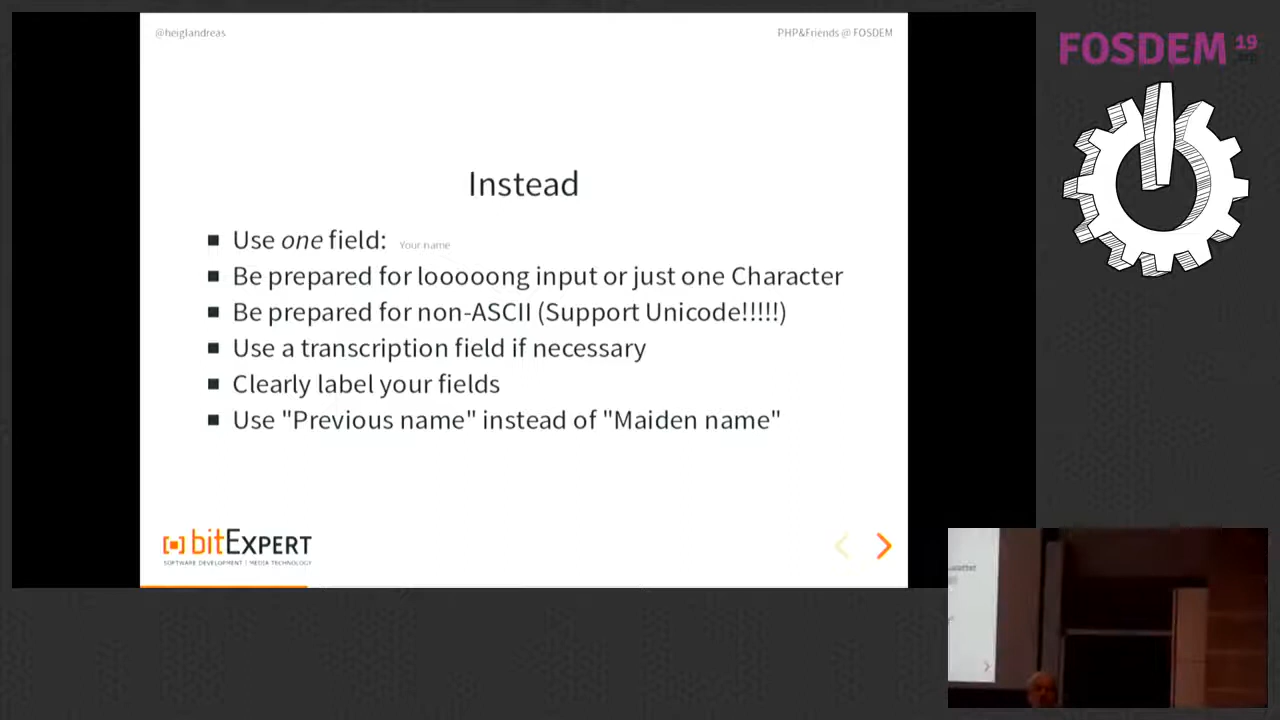 @heiglandreas
PHP&Friends @ FOSDEM
FOSDEM 19
.org
Instead
Use one field: Your name
Be prepared for looooong input or just one Character
Be prepared for non-ASCII (Support Unicode!!!!!)
Use a transcription field if necessary
Clearly label your fields
Use "Previous name" instead of "Maiden name"
bitExpert
SOFTWARE DEVELOPMENT | MEDIA TECHNOLOGY